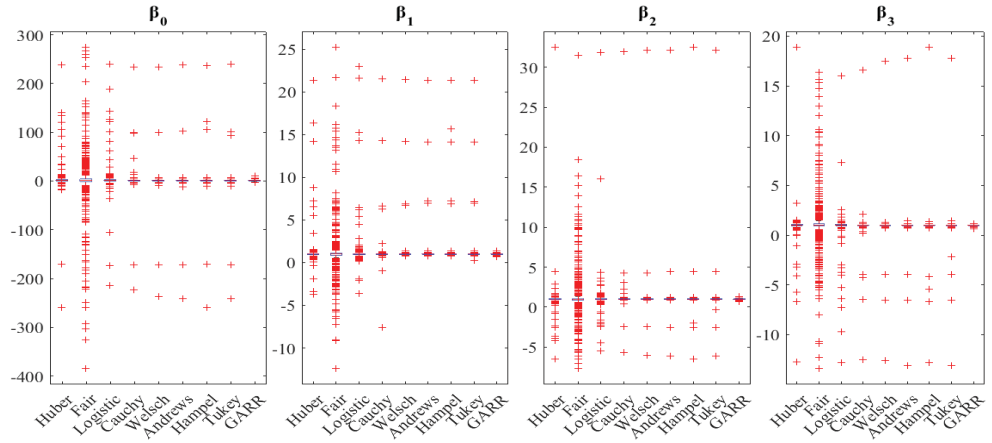 β0
300
200
100
0
-100
-200
-300
-400
Huber
Fair
Logistic
Cauchy
Welsch
Andrews
Hampel
Tukey
GARR
β1
25
20
15
10
5
0
-5
-10
Huber
Fair
Logistic
Cauchy
Welsch
Andrews
Hampel
Tukey
GARR
β2
30
25
20
15
10
5
0
-5
Huber
Fair
Logistic
Cauchy
Welsch
Andrews
Hampel
Tukey
GARR
β3
20
15
10
5
0
-5
-10
Huber
Fair
Logistic
Cauchy
Welsch
Andrews
Hampel
Tukey
GARR